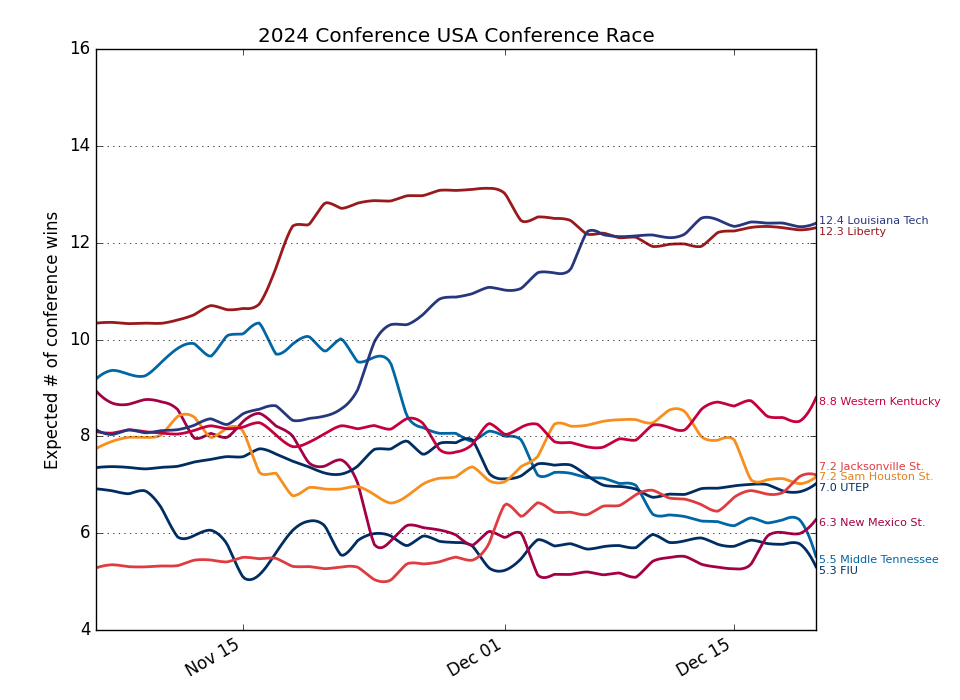 2024 Conference USA Conference Race
Expected # of conference wins
16
14
12
10
8
6
4
Nov 15
Dec 01
Dec 15
12.4 Louisiana Tech
12.3 Liberty
8.8 Western Kentucky
7.2 Jacksonville St.
7.2 Sam Houston St.
7.0 UTEP
6.3 New Mexico St.
5.5 Middle Tennessee
5.3 FIU